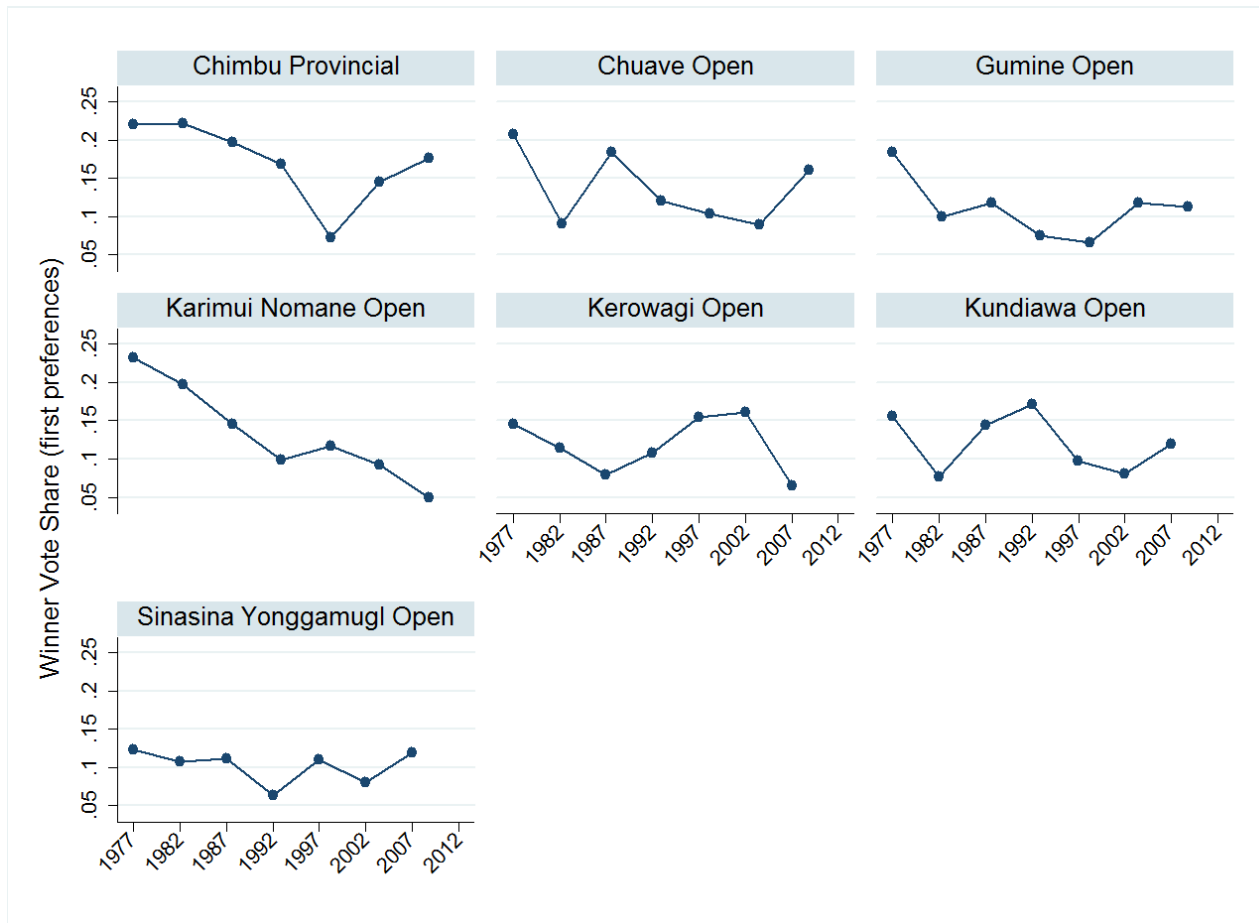 Winner Vote Share (first preferences)
Chimbu Provincial
Chuave Open
Gumine Open
.25
.2
.15
.1
.05
Karimui Nomane Open
Kerowagi Open
Kundiawa Open
.25
.2
.15
.1
.05
1977 1982 1987 1992 1997 2002 2007 2012
1977 1982 1987 1992 1997 2002 2007 2012
Sinasina Yonggamugl Open
.25
.2
.15
.1
.05
1977 1982 1987 1992 1997 2002 2007 2012